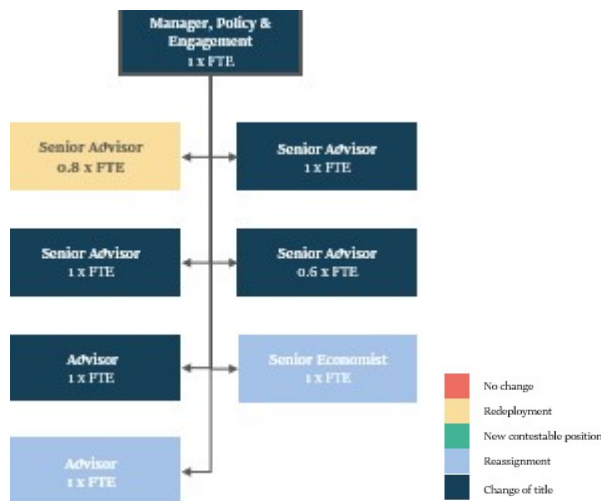 Manager, Policy &
Engagement
1 x FTE
Senior Advisor
0.8 x FTE
Senior Advisor
1 x FTE
Senior Advisor
1 x FTE
Senior Advisor
0.6 x FTE
Advisor
1 x FTE
Senior Economist
1 x FTE
Advisor
1 x FTE
No change
Redeployment
New contestable position
Reassignment
Change of title